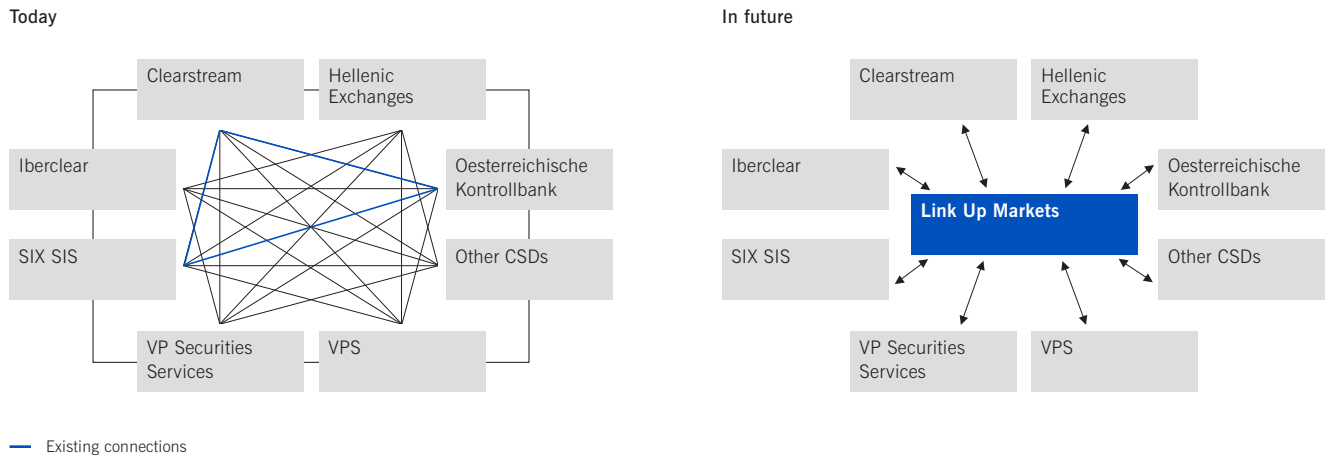 Today
Clearstream
Hellenic
Exchanges
Iberclear
Oesterreichische
Kontrollbank
SIX SIS
Other CSDs
VP Securities
Services
VPS
Existing connections
In future
Clearstream
Hellenic
Exchanges
Iberclear
Oesterreichische
Kontrollbank
Link Up Markets
SIX SIS
Other CSDs
VP Securities
Services
VPS